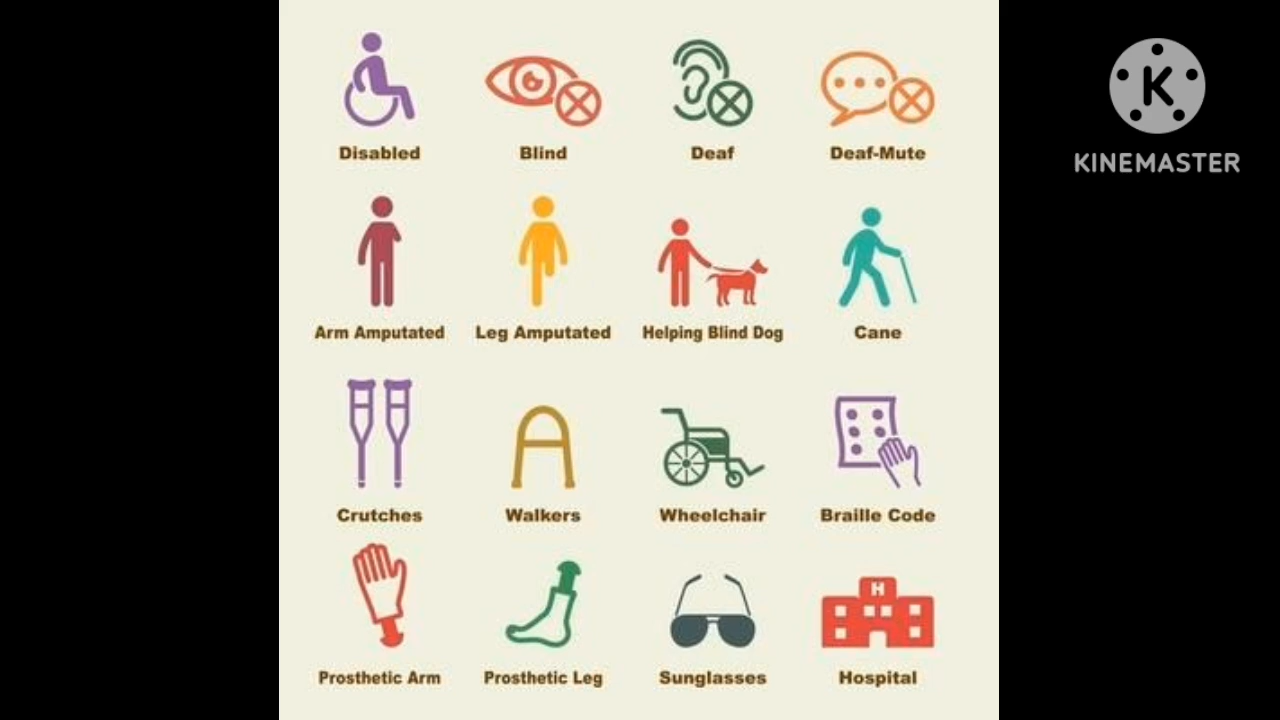 Disabled
Blind
Deaf
Deaf-Mute
K
KINEMASTER
Arm Amputated
Leg Amputated
Helping Blind Dog
Cane
Crutches
Walkers
Wheelchair
Braille Code
H
Prosthetic Arm
Prosthetic Leg
Sunglasses
Hospital